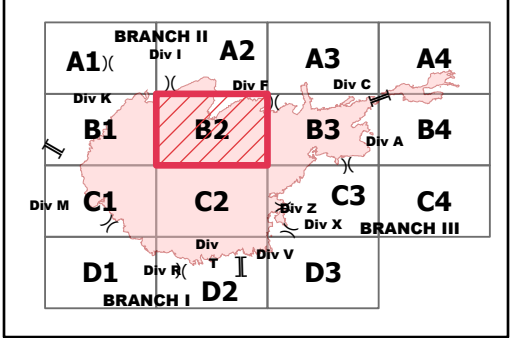 BRANCH II
A1
Div I
A2
A3
A4
Div K
Div F
Div C
B1
B2
B3
Div A
B4
Div M
C1
C2
Div Z
C3
C4
Div X
BRANCH III
Div T
Div V
D1
Div R
D2
D3
BRANCH I